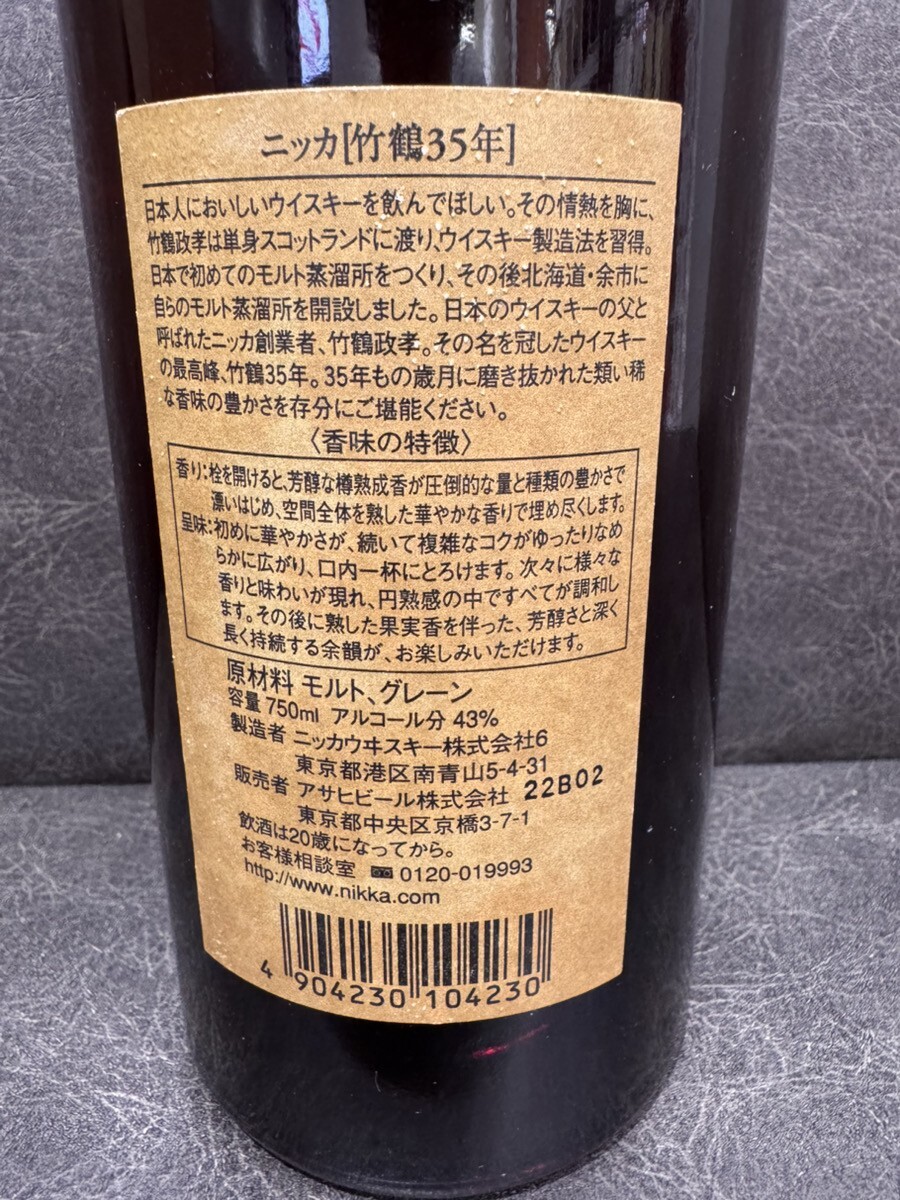 ニッカ[竹鶴35年]
日本人においしいウイスキーを飲んでほしい。その情熱を胸に、
竹鶴政孝は単身スコットランドに渡り、ウイスキー製造法を習得。
日本で初めてのモルト蒸溜所をつくり、その後北海道・余市に
自らのモルト蒸溜所を開設しました。日本のウイスキーの父と
呼ばれたニッカ創業者、竹鶴政孝。その名を冠したウイスキー
の最高峰、竹鶴35年。35年もの歳月に磨き抜かれた類い稀
な香味の豊かさを存分にご堪能ください。
〈香味の特徴〉
香り:栓を開けると、芳醇な樽熟成香が圧倒的な量と種類の豊かさで
漂いはじめ、空間全体を熟した華やかな香りで埋め尽くします。
呈味:初めに華やかさが、続いて複雑なコクがゆったりなめ
らかに広がり、口内一杯にとろけます。次々に様々な
香りと味わいが現れ、円熟感の中ですべてが調和し
ます。その後に熟した果実香を伴った、芳醇さと深く
長く持続する余韻が、お楽しみいただけます。
原材料 モルト、グレーン
容量 750ml アルコール分 43%
製造者 ニッカウヰスキー株式会社6
東京都港区南青山5-4-31
販売者 アサヒビール株式会社 22B02
東京都中央区京橋3-7-1
飲酒は20歳になってから。
お客様相談室 0120-019993
http://www.nikka.com
4 904230 104230